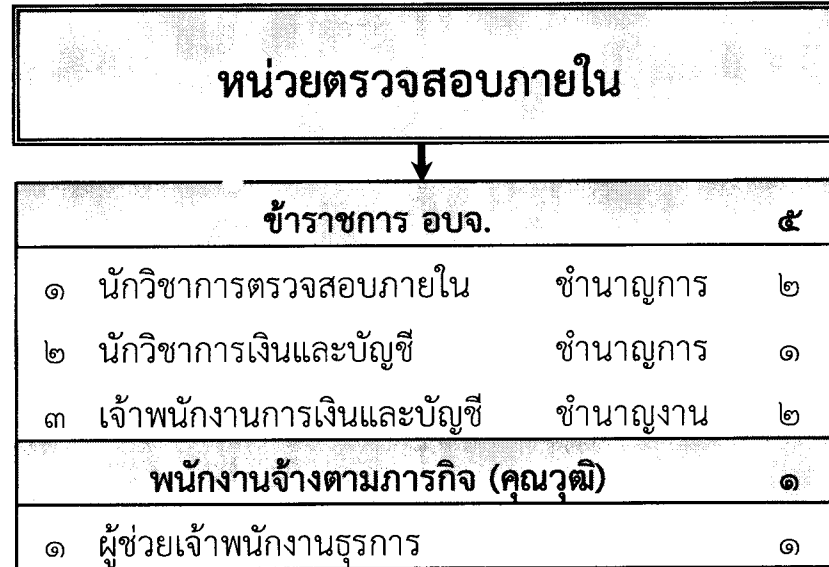 หน่วยตรวจสอบภายใน
ข้าราชการ อบจ. ๕
๑ นักวิชาการตรวจสอบภายใน ชำนาญการ ๒
๒ นักวิชาการเงินและบัญชี ชำนาญการ ๑
๓ เจ้าพนักงานการเงินและบัญชี ชำนาญงาน ๒
พนักงานจ้างตามภารกิจ (คุณวุฒิ) ๑
๑ ผู้ช่วยเจ้าพนักงานธุรการ ๑